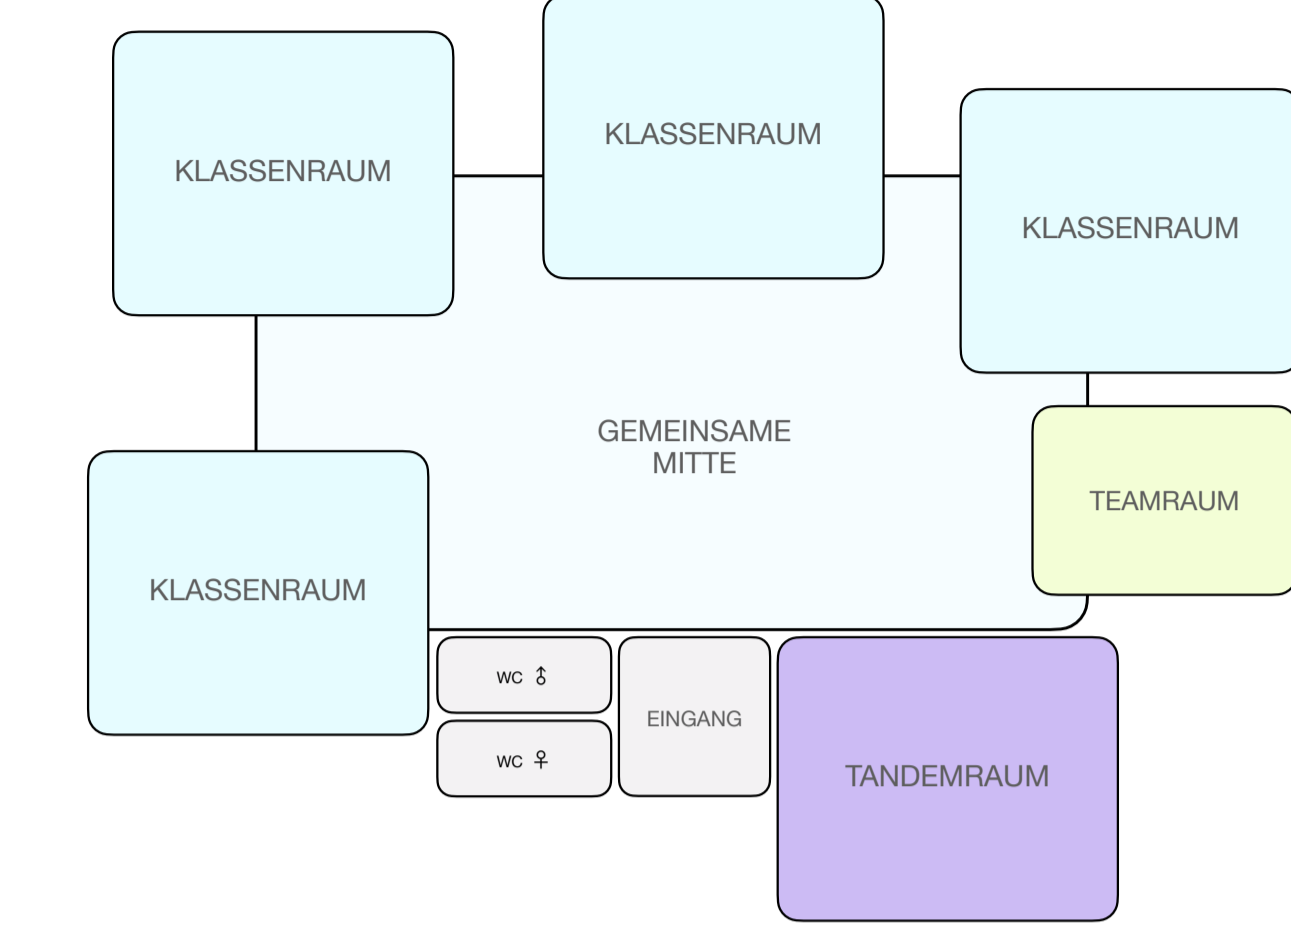 KLASSENRAUM
KLASSENRAUM
KLASSENRAUM
GEMEINSAME
MITTE
TEAMRAUM
KLASSENRAUM
WC ♂
WC ♀
EINGANG
TANDEMRAUM